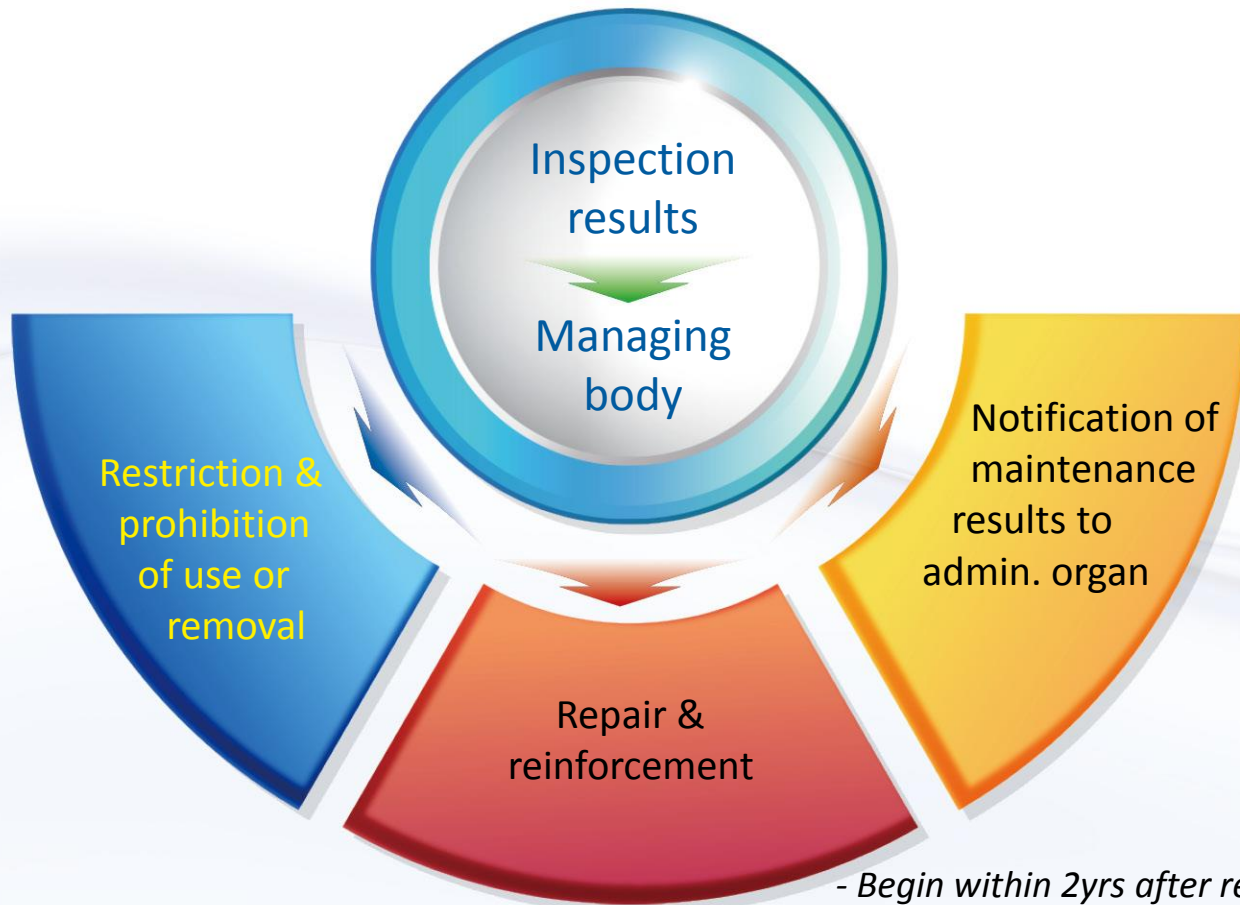 Inspection
results
Managing
body
Restriction &
prohibition
of use or
removal
Repair &
reinforcement
Notification of
maintenance
results to
admin. organ
- Begin within 2yrs after